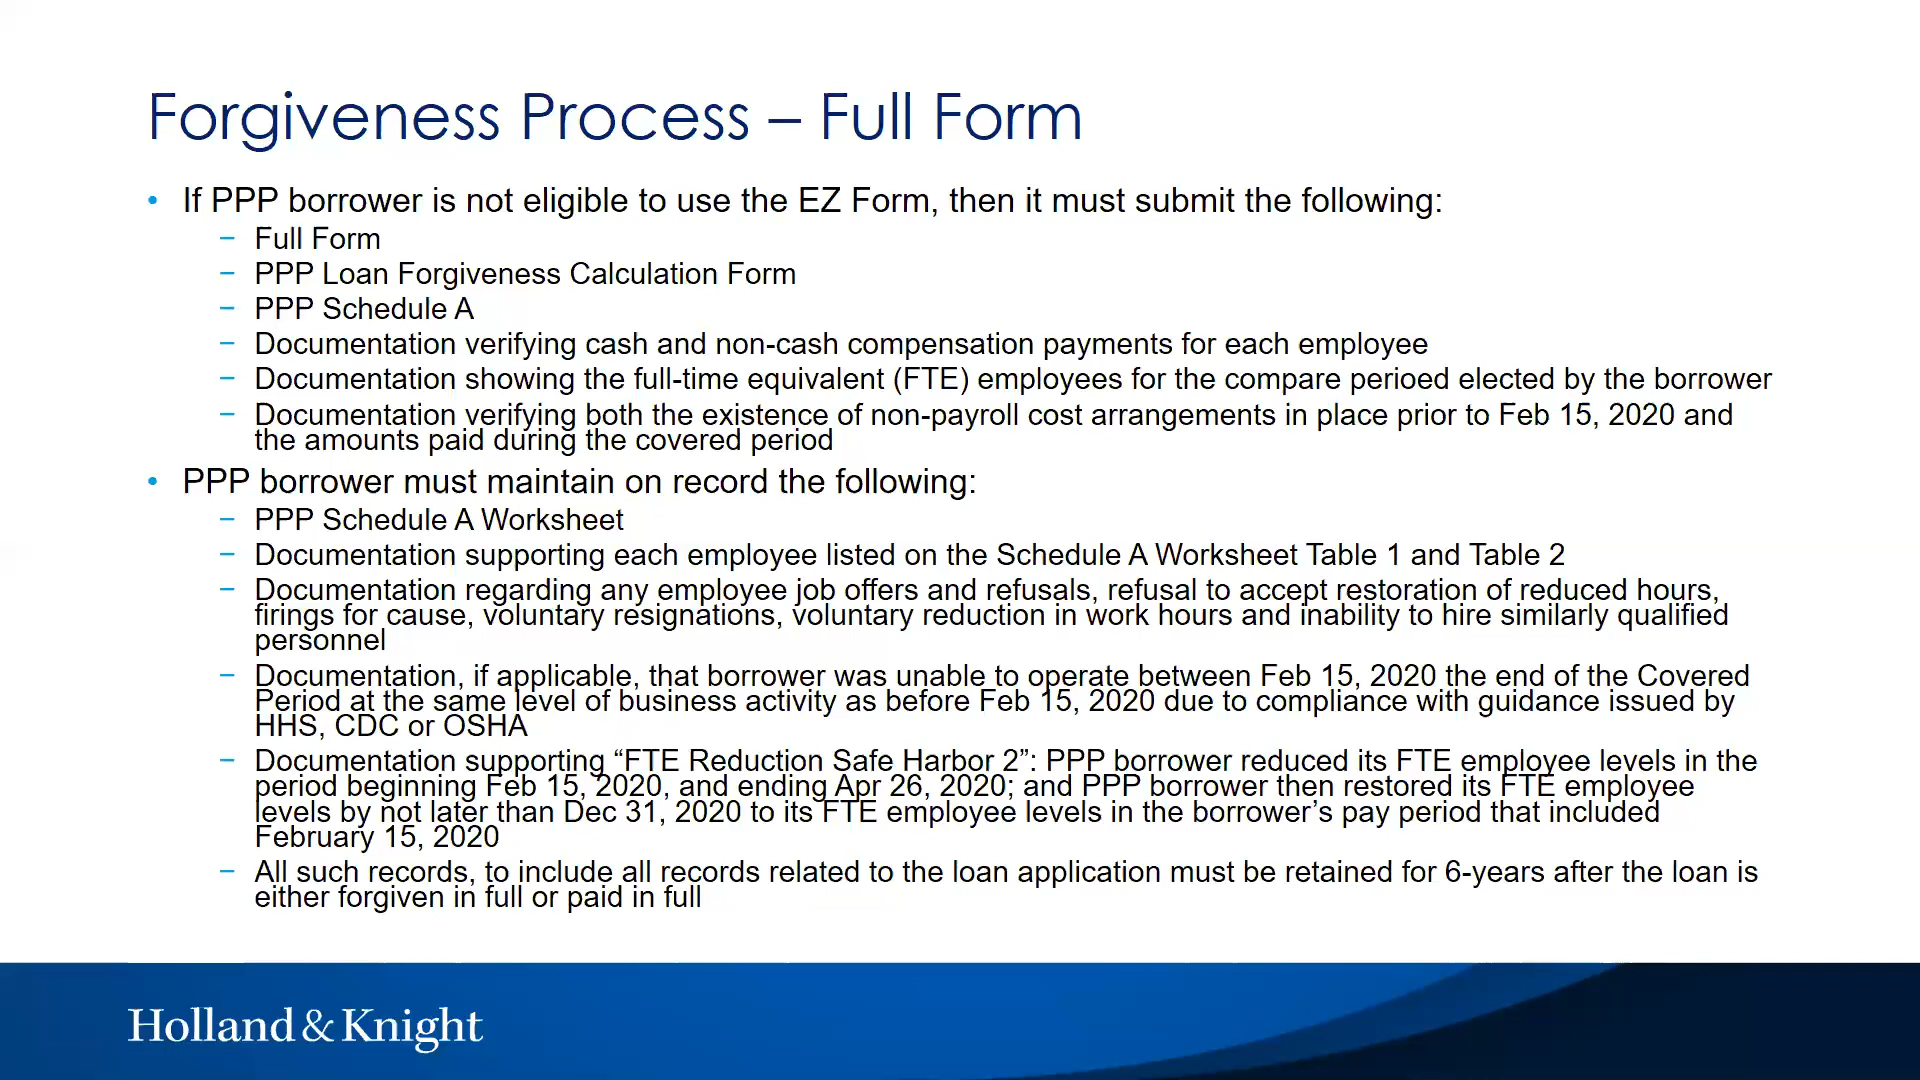 Forgiveness Process – Full Form
• If PPP borrower is not eligible to use the EZ Form, then it must submit the following:
− Full Form
− PPP Loan Forgiveness Calculation Form
− PPP Schedule A
− Documentation verifying cash and non-cash compensation payments for each employee
− Documentation showing the full-time equivalent (FTE) employees for the compare perioed elected by the borrower
− Documentation verifying both the existence of non-payroll cost arrangements in place prior to Feb 15, 2020 and
the amounts paid during the covered period
• PPP borrower must maintain on record the following:
− PPP Schedule A Worksheet
− Documentation supporting each employee listed on the Schedule A Worksheet Table 1 and Table 2
− Documentation regarding any employee job offers and refusals, refusal to accept restoration of reduced hours,
firings for cause, voluntary resignations, voluntary reduction in work hours and inability to hire similarly qualified
personnel
− Documentation, if applicable, that borrower was unable to operate between Feb 15, 2020 the end of the Covered
Period at the same level of business activity as before Feb 15, 2020 due to compliance with guidance issued by
HHS, CDC or OSHA
− Documentation supporting “FTE Reduction Safe Harbor 2”: PPP borrower reduced its FTE employee levels in the
period beginning Feb 15, 2020, and ending Apr 26, 2020; and PPP borrower then restored its FTE employee
levels by not later than Dec 31, 2020 to its FTE employee levels in the borrower’s pay period that included
February 15, 2020
− All such records, to include all records related to the loan application must be retained for 6-years after the loan is
either forgiven in full or paid in full
Holland & Knight